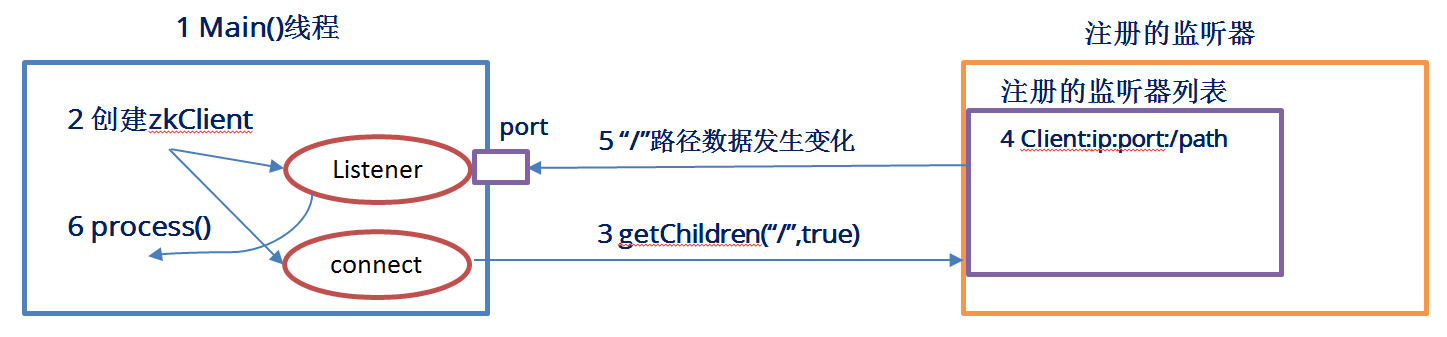 1 Main()线程
注册的监听器
2 创建zkClient
注册的监听器列表
port
5 “/”路径数据发生变化
4 Client:ip:port:/path
Listener
6 process()
3 getChildren(“/”,true)
connect